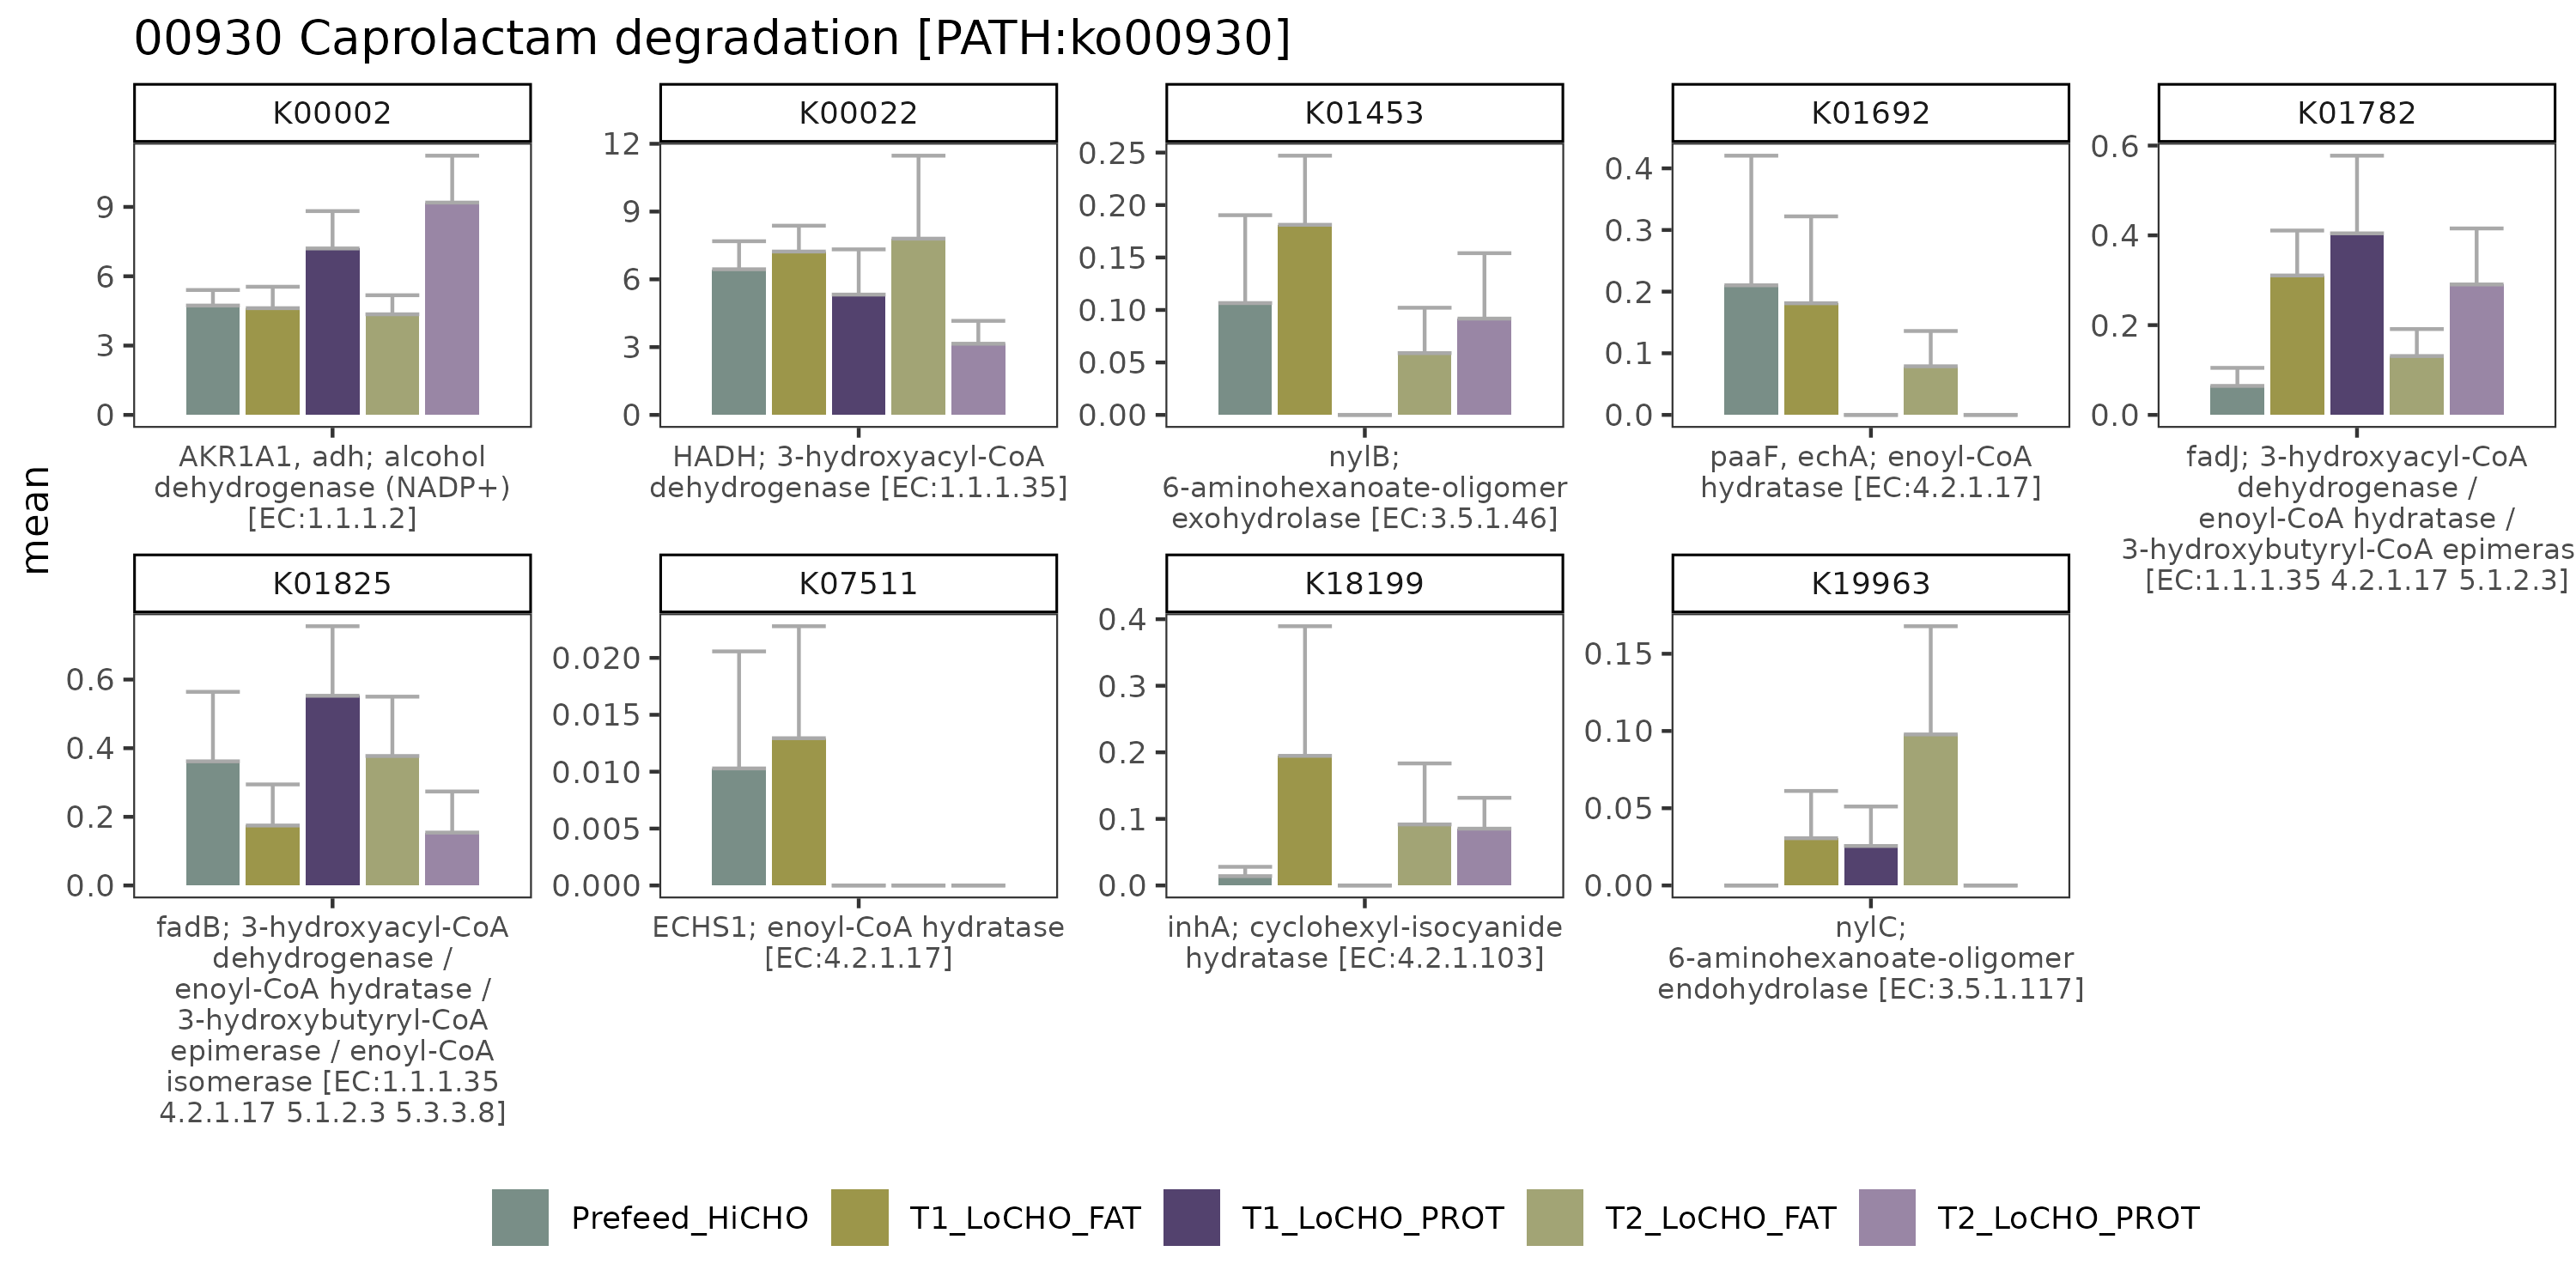 00930 Caprolactam degradation [PATH:ko00930]
mean
K00002
0
3
6
9
AKR1A1, adh; alcohol
dehydrogenase (NADP+)
[EC:1.1.1.2]
K00022
0
3
6
9
12
HADH; 3-hydroxyacyl-CoA
dehydrogenase [EC:1.1.1.35]
K01453
0.00
0.05
0.10
0.15
0.20
0.25
nylB;
6-aminohexanoate-oligomer
exohydrolase [EC:3.5.1.46]
K01692
0.0
0.1
0.2
0.3
0.4
paaF, echA; enoyl-CoA
hydratase [EC:4.2.1.17]
K01782
0.0
0.2
0.4
0.6
fadJ; 3-hydroxyacyl-CoA
dehydrogenase /
enoyl-CoA hydratase /
3-hydroxybutyryl-CoA epimeras
[EC:1.1.1.35 4.2.1.17 5.1.2.3]
K01825
0.0
0.2
0.4
0.6
fadB; 3-hydroxyacyl-CoA
dehydrogenase /
enoyl-CoA hydratase /
3-hydroxybutyryl-CoA
epimerase / enoyl-CoA
isomerase [EC:1.1.1.35
4.2.1.17 5.1.2.3 5.3.3.8]
K07511
0.000
0.005
0.010
0.015
0.020
ECHS1; enoyl-CoA hydratase
[EC:4.2.1.17]
K18199
0.0
0.1
0.2
0.3
0.4
inhA; cyclohexyl-isocyanide
hydratase [EC:4.2.1.103]
K19963
0.00
0.05
0.10
0.15
nylC;
6-aminohexanoate-oligomer
endohydrolase [EC:3.5.1.117]
Prefeed_HiCHO
T1_LoCHO_FAT
T1_LoCHO_PROT
T2_LoCHO_FAT
T2_LoCHO_PROT